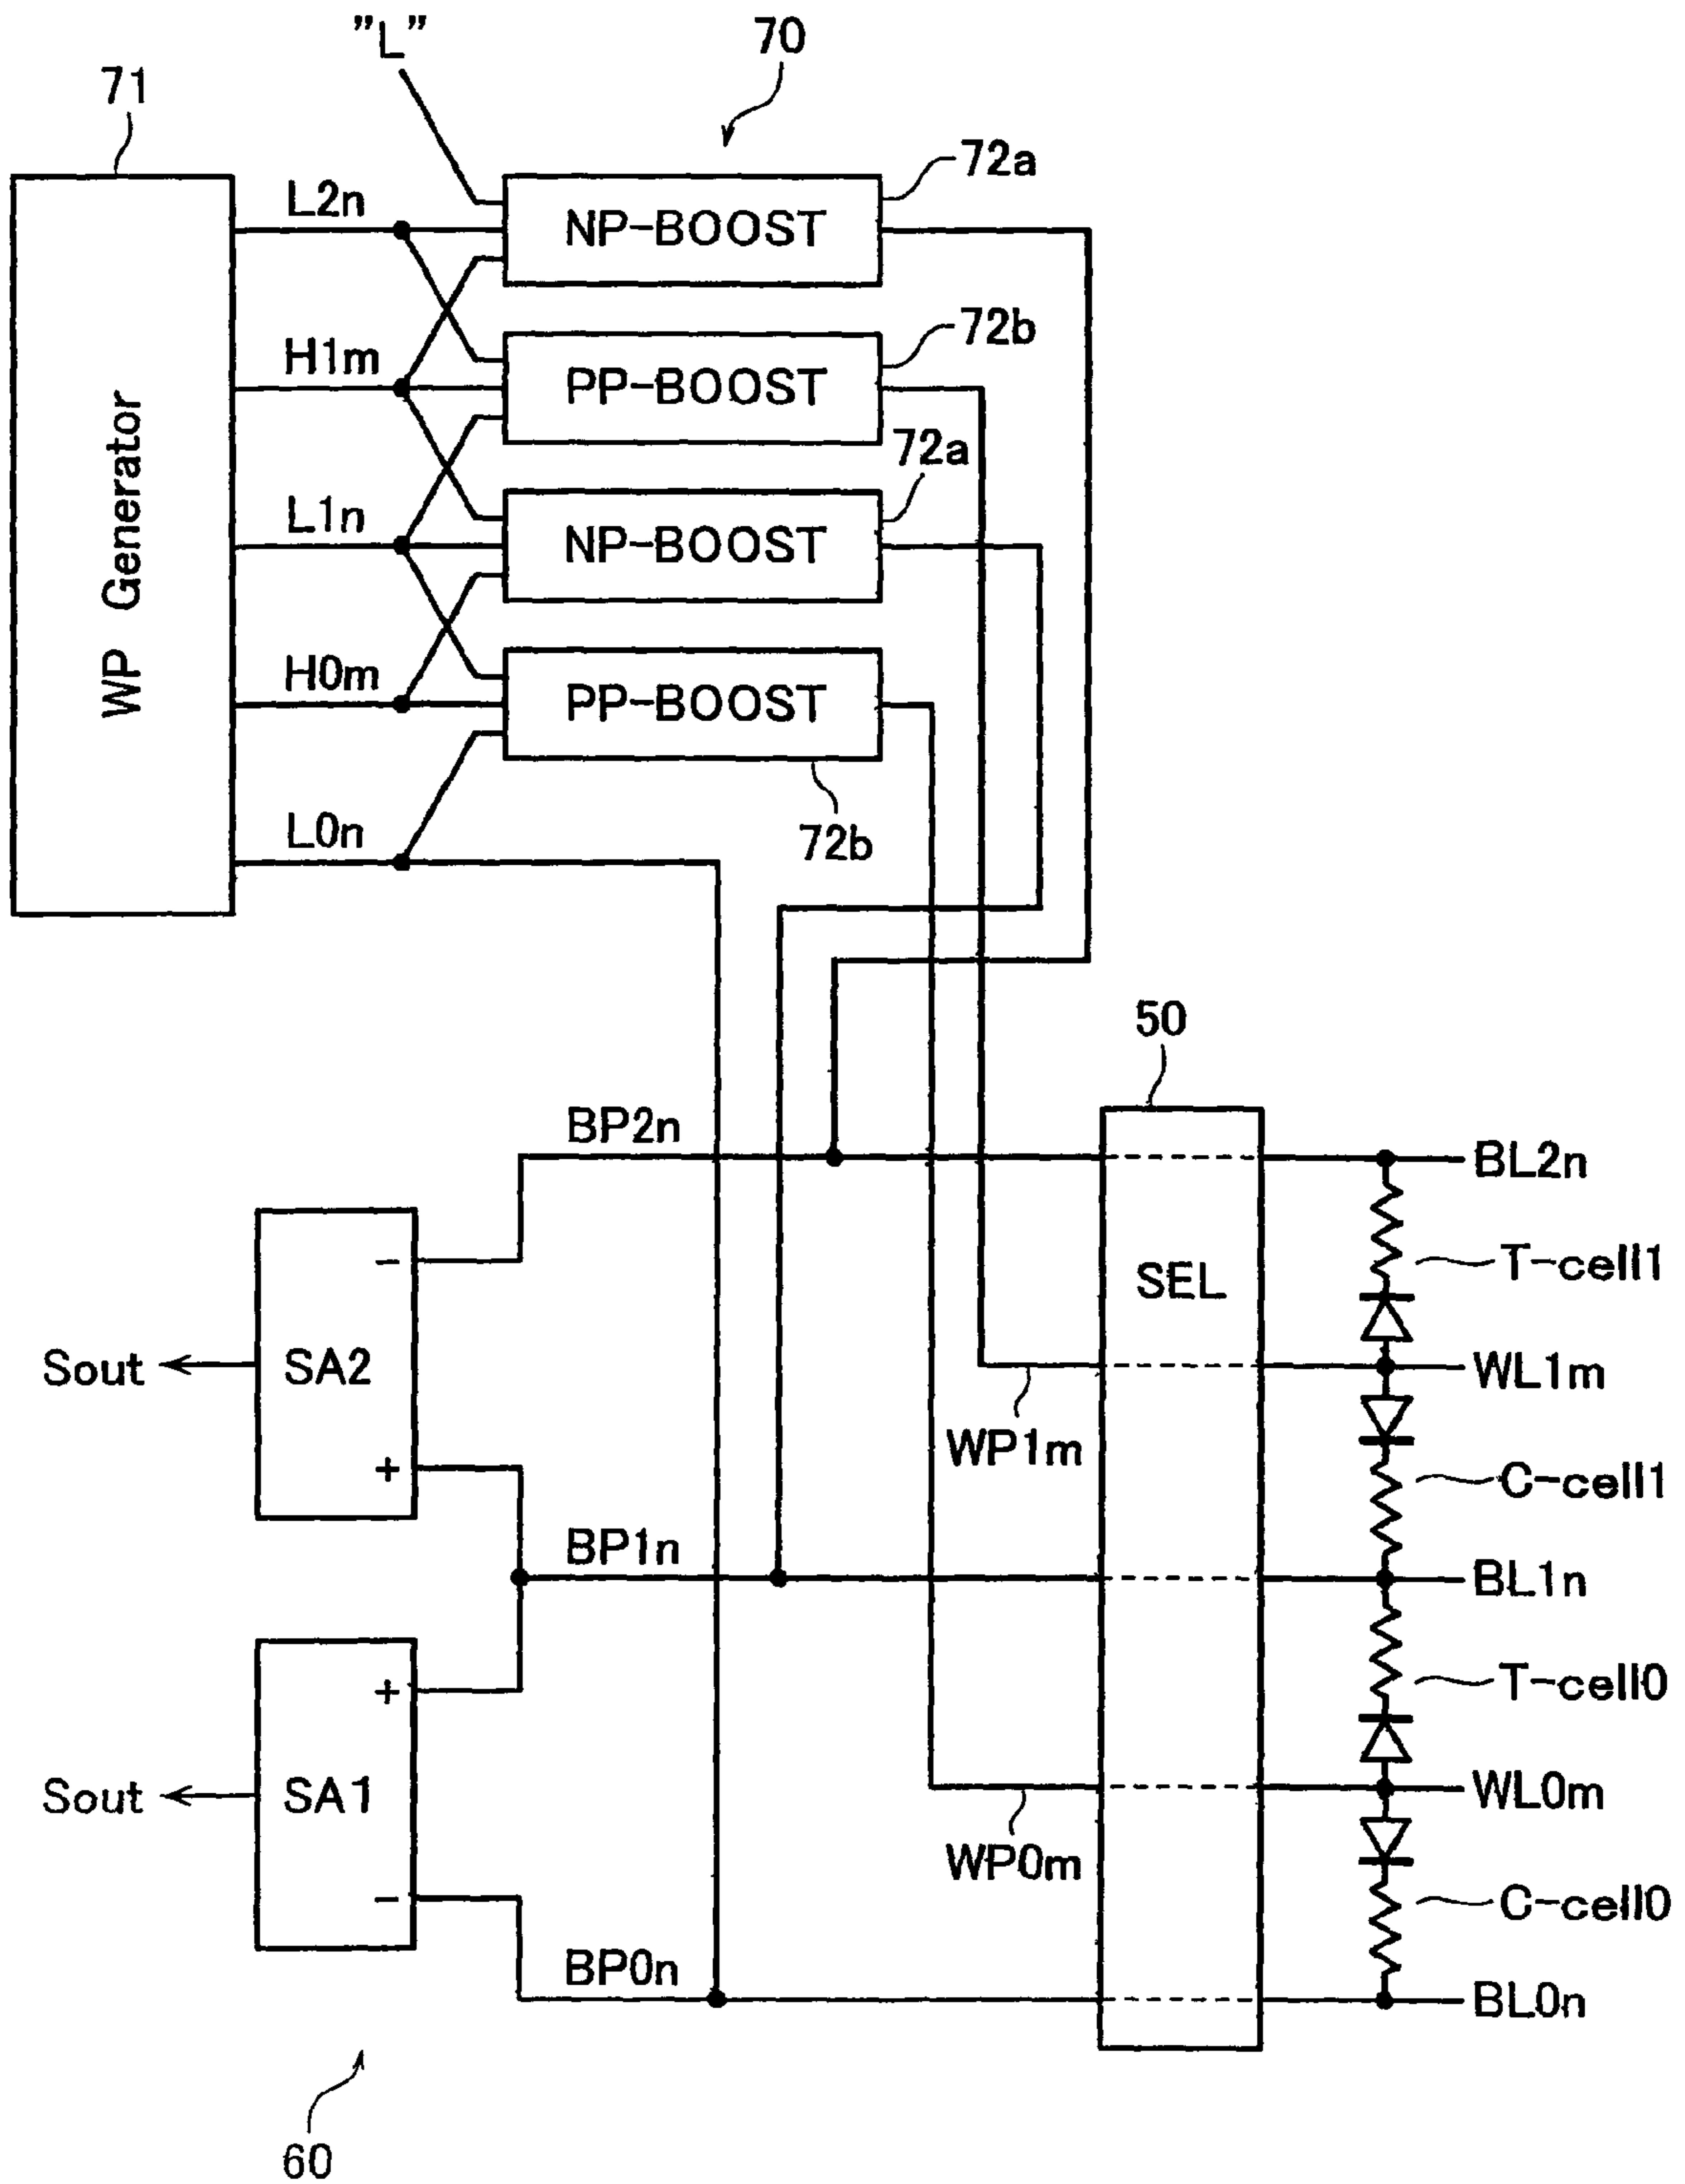 "L"
70
71
72a
L2n
NP-BOOST
72b
H1m
PP-BOOST
72a
L1n
NP-BOOST
H0m
PP-BOOST
72b
L0n
WP Generator
50
BP2n
BL2n
SEL
T-cell1
-
Sout
SA2
WL1m
WP1m
+
C-cell1
BP1n
BL1n
+
T-cell0
Sout
SA1
WL0m
WP0m
-
C-cell0
BP0n
BL0n
60